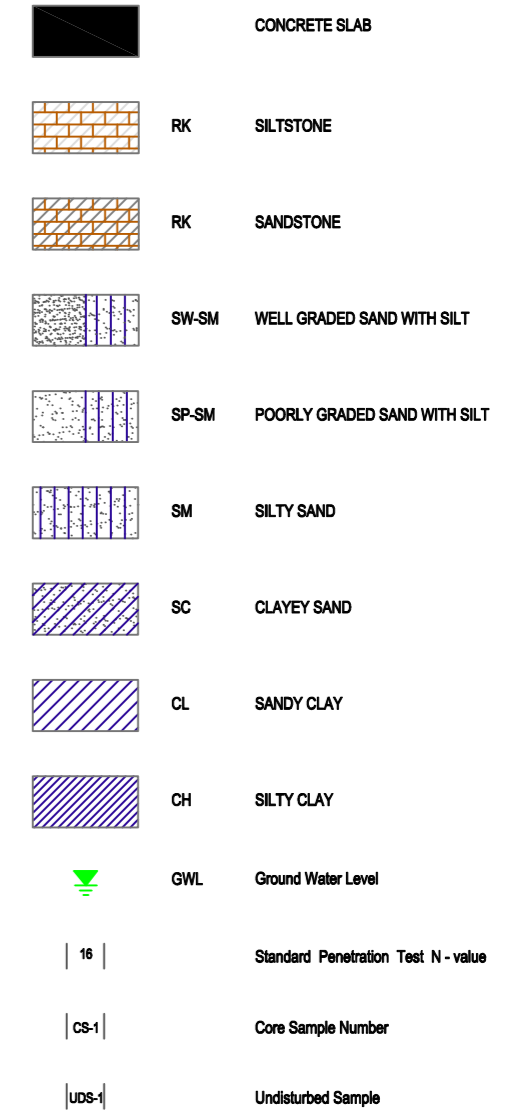 CONCRETE SLAB
RK SILTSTONE
RK SANDSTONE
SW-SM WELL GRADED SAND WITH SILT
SP-SM POORLY GRADED SAND WITH SILT
SM SILTY SAND
SC CLAYEY SAND
CL SANDY CLAY
CH SILTY CLAY
GWL Ground Water Level
16 Standard Penetration Test N - value
CS-1 Core Sample Number
UDS-1 Undisturbed Sample